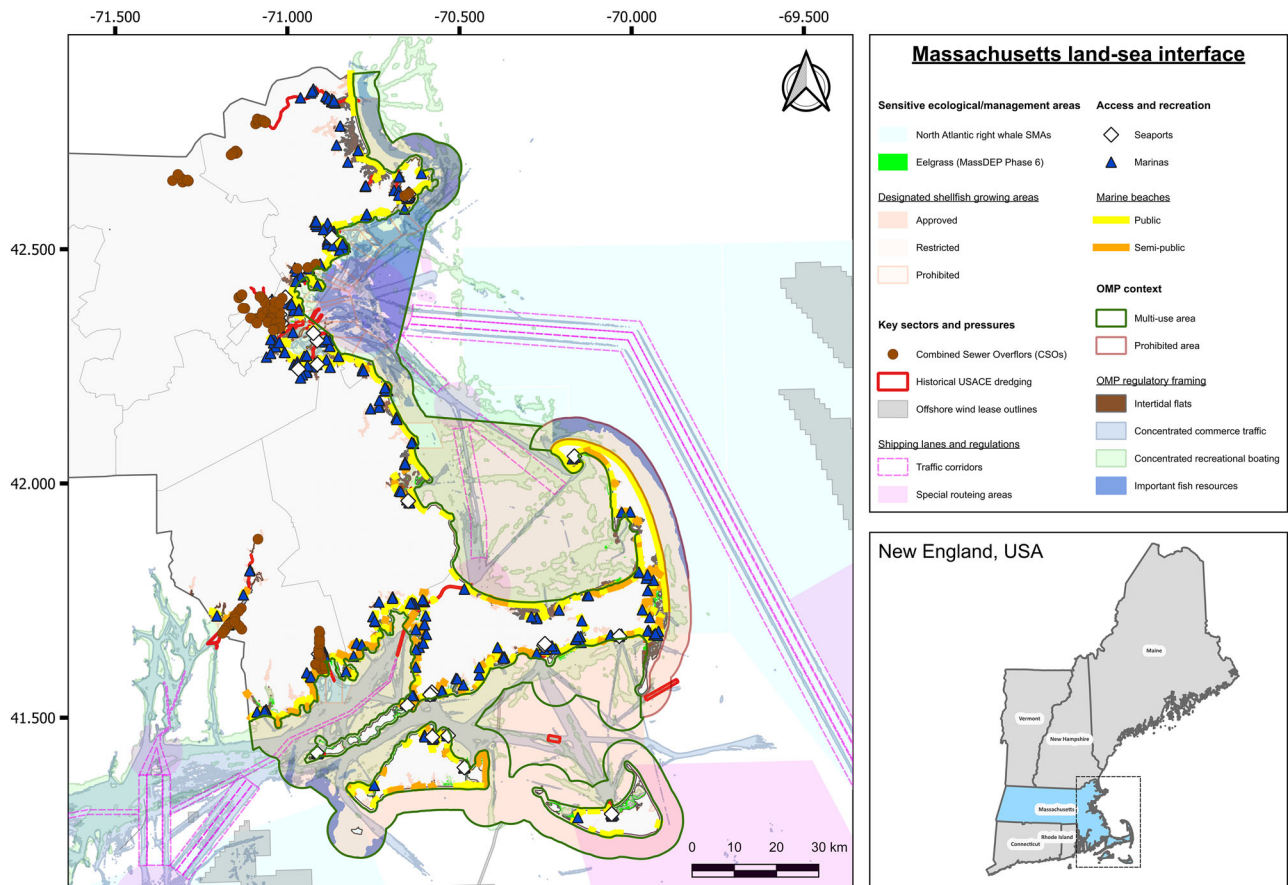 -71.500 -71.000 -70.500 -70.000 -69.500
42.500
42.000
41.500
0 10 20 30 km
Massachusetts land-sea interface
Sensitive ecological/management areas
North Atlantic right whale SMAs
Eelgrass (MassDEP Phase 6)
Designated shellfish growing areas
Approved
Restricted
Prohibited
Key sectors and pressures
Combined Sewer Overflors (CSOs)
Historical USACE dredging
Offshore wind lease outlines
Shipping lanes and regulations
Traffic corridors
Special routeing areas
Access and recreation
Seaports
Marinas
Marine beaches
Public
Semi-public
OMP context
Multi-use area
Prohibited area
OMP regulatory framing
Intertidal flats
Concentrated commerce traffic
Concentrated recreational boating
Important fish resources
New England, USA
Maine
Vermont
New Hampshire
Massachusetts
Rhode Island
Connecticut